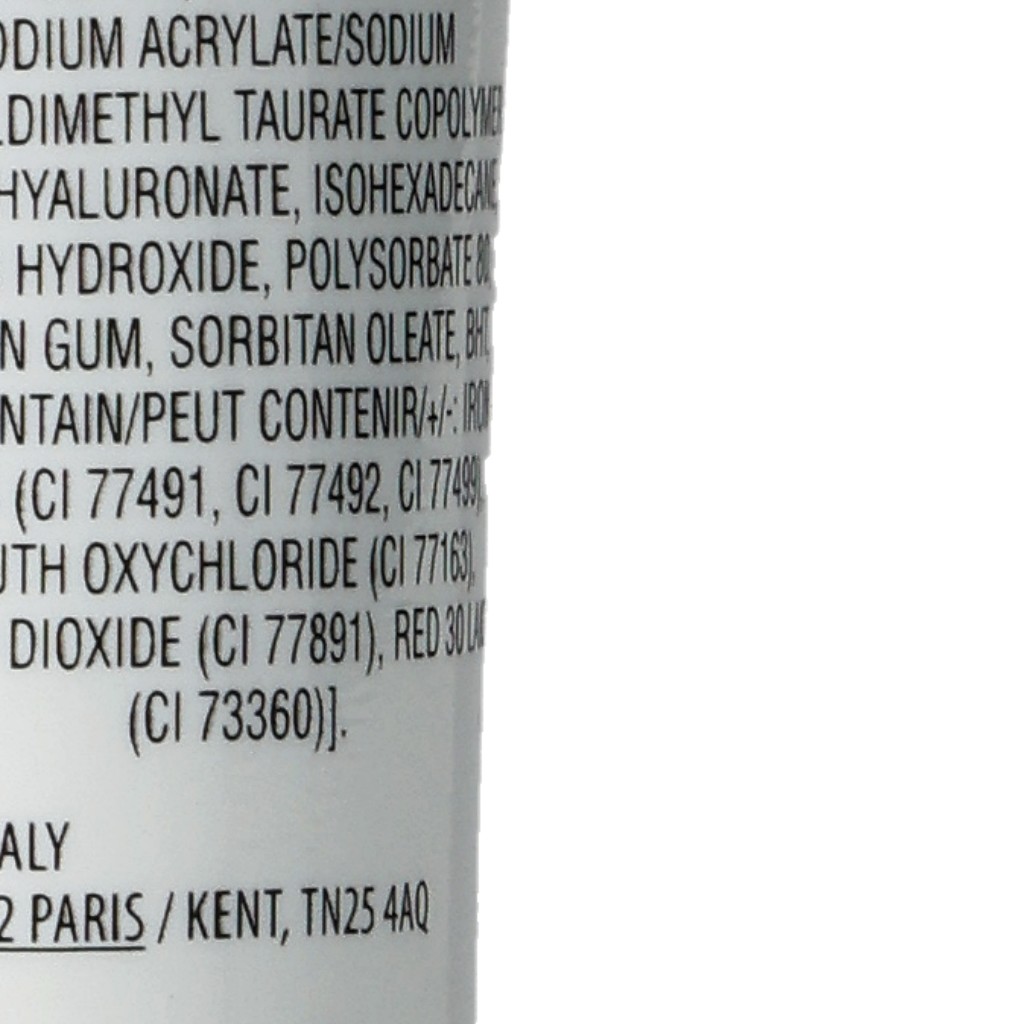 ODIUM ACRYLATE/SODIUM
LDIMETHYL TAURATE COPOLYMER
HYALURONATE, ISOHEXADECANE,
HYDROXIDE, POLYSORBATE 80,
N GUM, SORBITAN OLEATE, BHT,
NTAIN/PEUT CONTENIR/+/-: IRON
(CI 77491, CI 77492, CI 77499),
UTH OXYCHLORIDE (CI 77163),
DIOXIDE (CI 77891), RED 30 LAK
(CI 73360)].
ALY
2 PARIS / KENT, TN25 4AQ